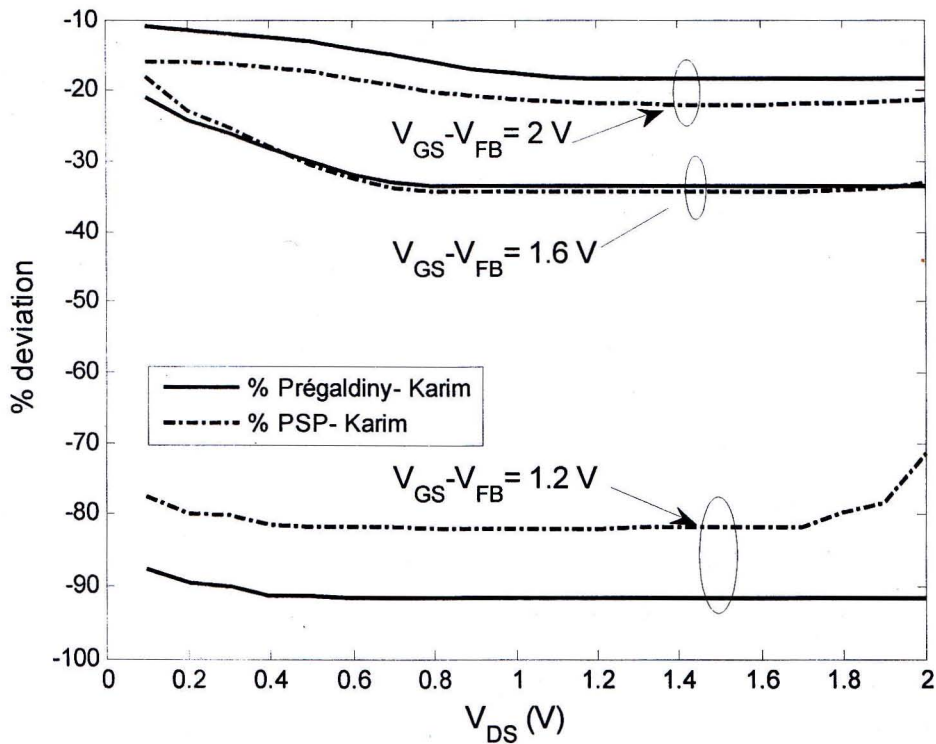 -10
-20
-30
-40
-50
-60
-70
-80
-90
-100
% deviation
V_GS-V_FB= 2 V
V_GS-V_FB= 1.6 V
% Prégaldiny- Karim
% PSP- Karim
V_GS-V_FB= 1.2 V
0 0.2 0.4 0.6 0.8 1 1.2 1.4 1.6 1.8 2
V_DS (V)